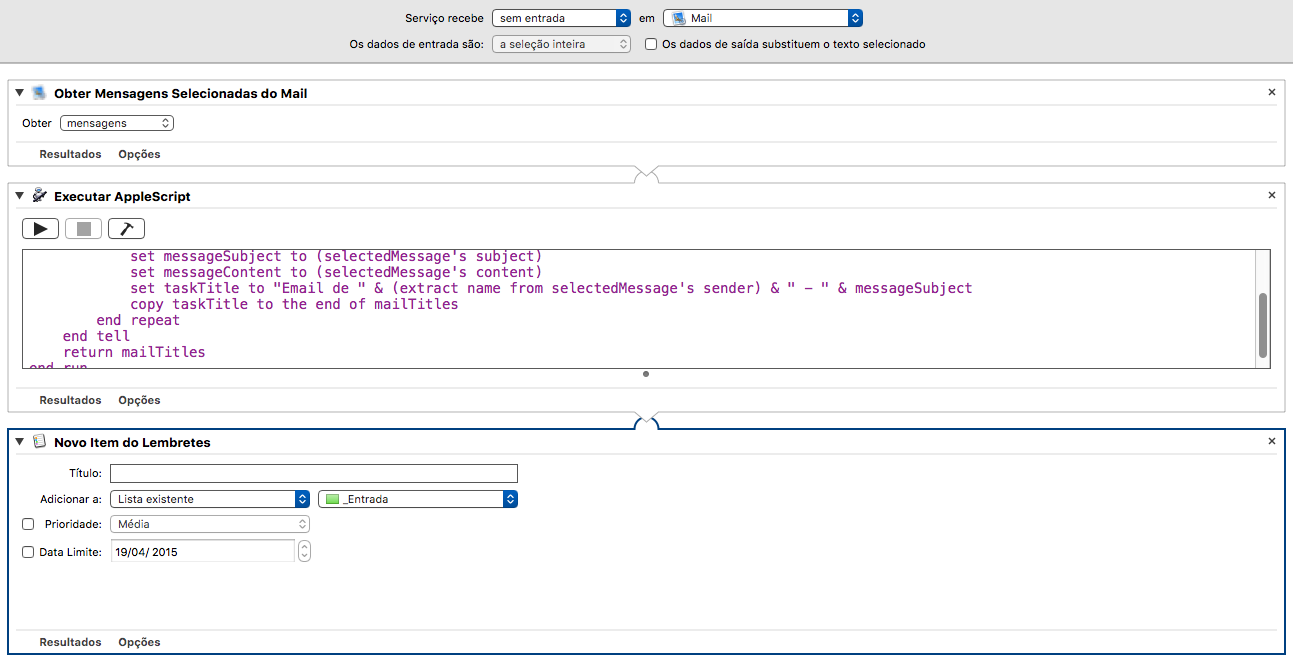 Serviço recebe sem entrada em Mail
Os dados de entrada são: a seleção inteira Os dados de saída substituem o texto selecionado
Obter Mensagens Selecionadas do Mail
Obter mensagens
Resultados Opções
Executar AppleScript
set messageSubject to (selectedMessage's subject)
set messageContent to (selectedMessage's content)
set taskTitle to "Email de " & (extract name from selectedMessage's sender) & " - " & messageSubject
copy taskTitle to the end of mailTitles
end repeat
end tell
return mailTitles
end run
Resultados Opções
Novo Item do Lembretes
Título:
Adicionar a: Lista existente _Entrada
Prioridade: Média
Data Limite: 19/04/ 2015
Resultados Opções